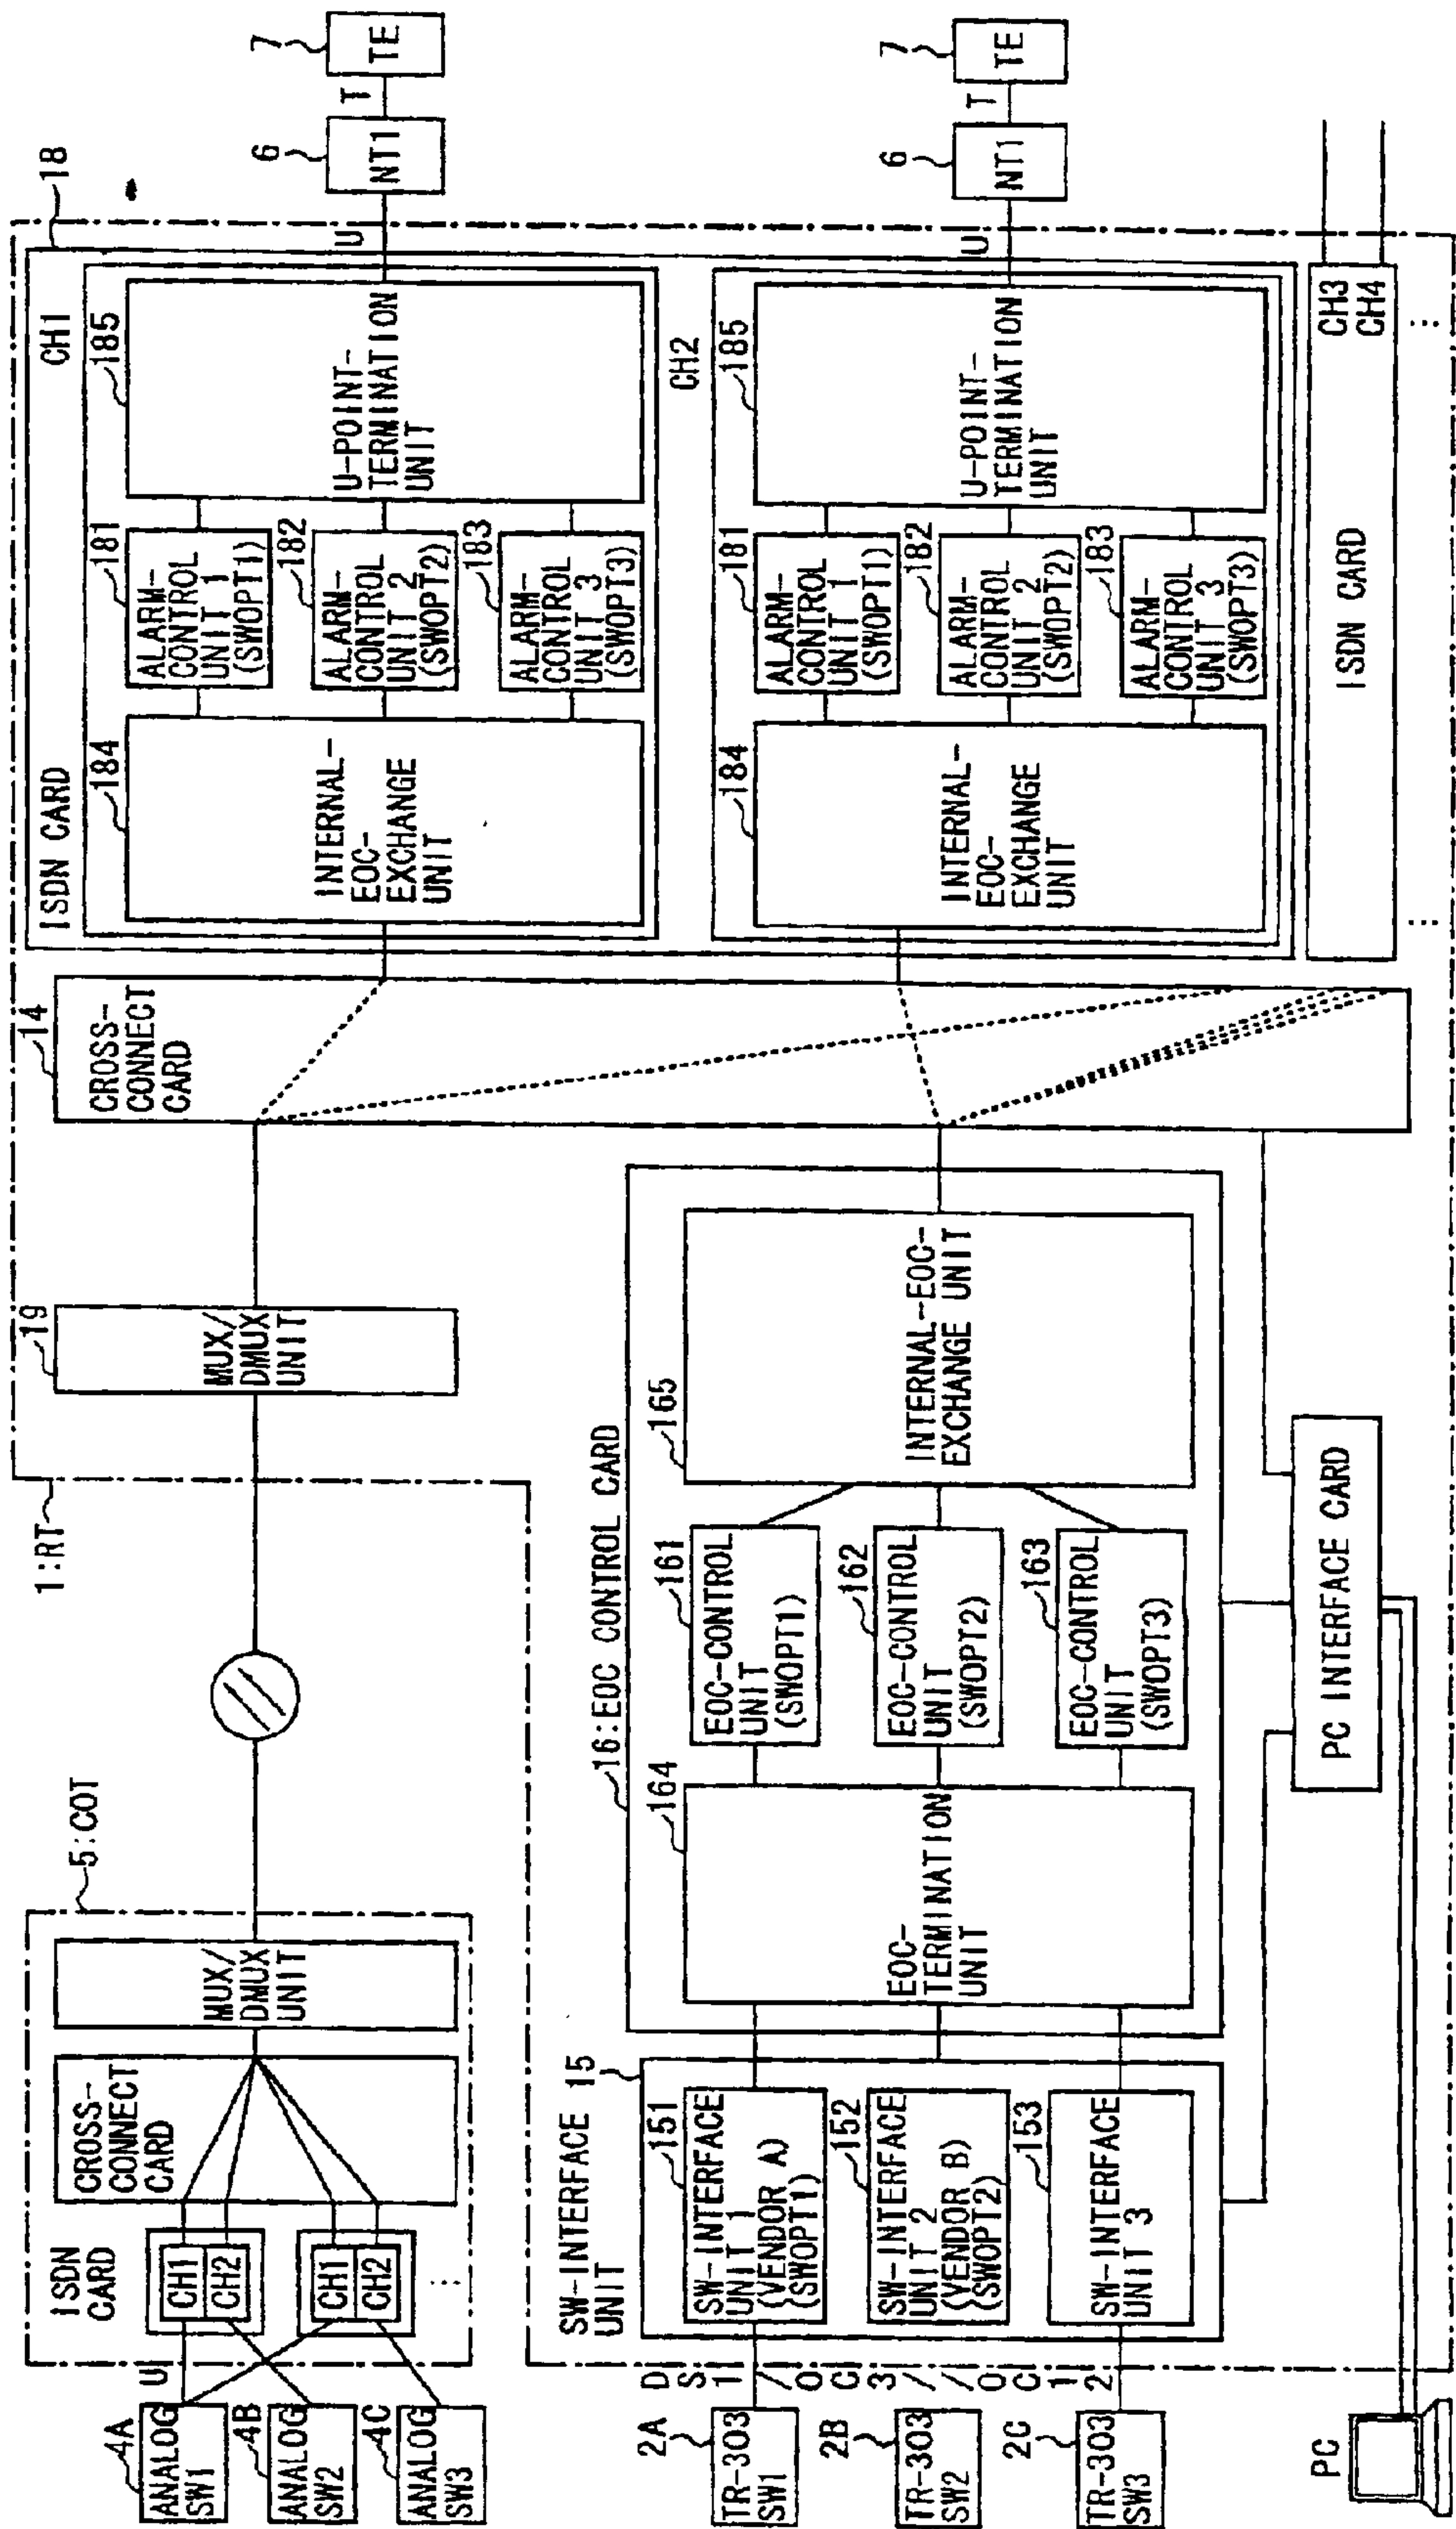 4A
ANALOG
SW1
4B
ANALOG
SW2
4C
ANALOG
SW3
U
ISDN
CARD
CH1
CH2
CH1
CH2
CROSS-
CONNECT
CARD
MUX/
DMUX
UNIT
5:COT
1:RT
19
MUX/
DMUX
UNIT
14
CROSS-
CONNECT
CARD
18
ISDN CARD
CH1
184
INTERNAL-
EOC-
EXCHANGE
UNIT
181
ALARM-
CONTROL
UNIT 1
(SWOPT1)
182
ALARM-
CONTROL
UNIT 2
(SWOPT2)
183
ALARM-
CONTROL
UNIT 3
(SWOPT3)
185
U-POINT-
TERMINATION
UNIT
U
6
NT1
T
7
TE
CH2
184
INTERNAL-
EOC-
EXCHANGE
UNIT
181
ALARM-
CONTROL
UNIT 1
(SWOPT1)
182
ALARM-
CONTROL
UNIT 2
(SWOPT2)
183
ALARM-
CONTROL
UNIT 3
(SWOPT3)
185
U-POINT-
TERMINATION
UNIT
U
6
NT1
T
7
TE
ISDN CARD
CH3
CH4
2A
TR-303
SW1
2B
TR-303
SW2
2C
TR-303
SW3
DS1/OC3//OC12
SW-INTERFACE
UNIT
15
151
SW-INTERFACE
UNIT 1
(VENDOR A)
(SWOPT1)
152
SW-INTERFACE
UNIT 2
(VENDOR B)
(SWOPT2)
153
SW-INTERFACE
UNIT 3
16:EOC CONTROL CARD
164
EOC-
TERMINATION
UNIT
161
EOC-CONTROL
UNIT
(SWOPT1)
162
EOC-CONTROL
UNIT
(SWOPT2)
163
EOC-CONTROL
UNIT
(SWOPT3)
165
INTERNAL-EOC-
EXCHANGE UNIT
PC INTERFACE CARD
PC